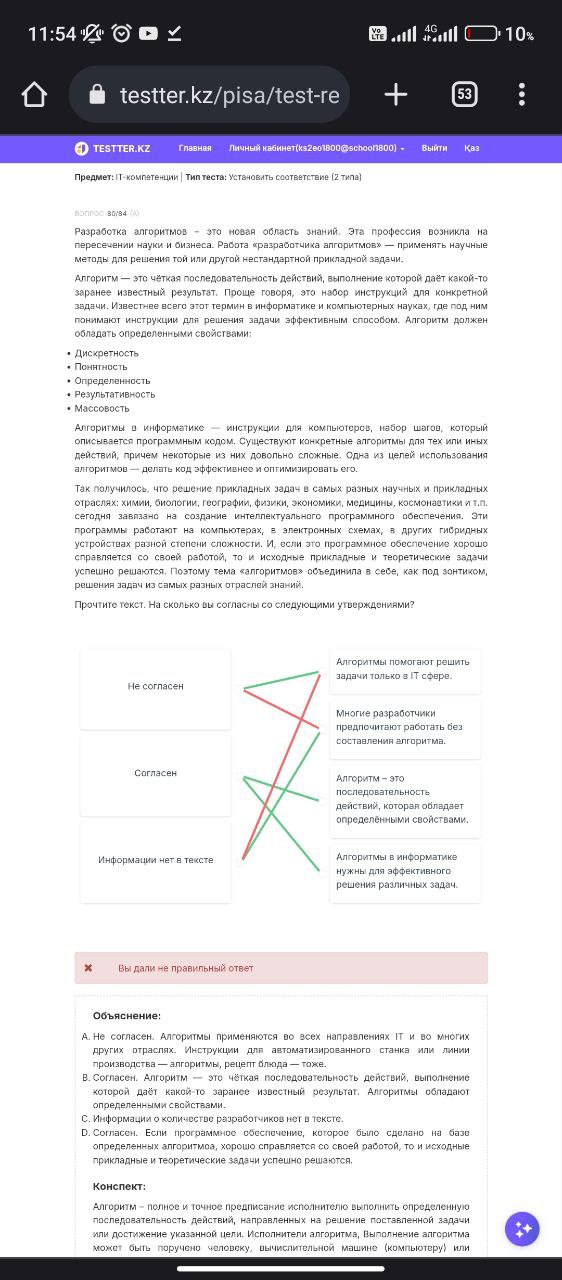 11:54
Vo LTE
4G
10%
testter.kz/pisa/test-re
53
TESTTER.KZ Главная Личный кабинет(ks2eo1800@school1800) Выйти Қаз
Предмет: IT-компетенции | Тип теста: Установить соответствие (2 типа)
ВОПРОС 80/84 (A)
Разработка алгоритмов – это новая область знаний. Эта профессия возникла на
пересечении науки и бизнеса. Работа «разработчика алгоритмов» — применять научные
методы для решения той или другой нестандартной прикладной задачи.
Алгоритм — это чёткая последовательность действий, выполнение которой даёт какой-то
заранее известный результат. Проще говоря, это набор инструкций для конкретной
задачи. Известнее всего этот термин в информатике и компьютерных науках, где под ним
понимают инструкции для решения задачи эффективным способом. Алгоритм должен
обладать определенными свойствами:
• Дискретность
• Понятность
• Определенность
• Результативность
• Массовость
Алгоритмы в информатике — инструкции для компьютеров, набор шагов, который
описывается программным кодом. Существуют конкретные алгоритмы для тех или иных
действий, причем некоторые из них довольно сложные. Одна из целей использования
алгоритмов — делать код эффективнее и оптимизировать его.
Так получилось, что решение прикладных задач в самых разных научных и прикладных
отраслях: химии, биологии, географии, физики, экономики, медицины, космонавтики и т.п.
сегодня завязано на создание интеллектуального программного обеспечения. Эти
программы работают на компьютерах, в электронных схемах, в других гибридных
устройствах разной степени сложности. И, если это программное обеспечение хорошо
справляется со своей работой, то и исходные прикладные и теоретические задачи
успешно решаются. Поэтому тема «алгоритмов» объединила в себе, как под зонтиком,
решения задач из самых разных отраслей знаний.
Прочтите текст. На сколько вы согласны со следующими утверждениями?
Не согласен
Согласен
Информации нет в тексте
Алгоритмы помогают решить
задачи только в IT сфере.
Многие разработчики
предпочитают работать без
составления алгоритма.
Алгоритм – это
последовательность
действий, которая обладает
определёнными свойствами.
Алгоритмы в информатике
нужны для эффективного
решения различных задач.
Вы дали не правильный ответ
Объяснение:
A. Не согласен. Алгоритмы применяются во всех направлениях IT и во многих
других отраслях. Инструкции для автоматизированного станка или линии
производства — алгоритмы, рецепт блюда — тоже.
B. Согласен. Алгоритм — это чёткая последовательность действий, выполнение
которой даёт какой-то заранее известный результат. Алгоритмы обладают
определенными свойствами.
C. Информации о количестве разработчиков нет в тексте.
D. Согласен. Если программное обеспечение, которое было сделано на базе
определенных алгоритмоа, хорошо справляется со своей работой, то и исходные
прикладные и теоретические задачи успешно решаются.
Конспект:
Алгоритм – полное и точное предписание исполнителю выполнить определенную
последовательность действий, направленных на решение поставленной задачи
или достижение указанной цели. Исполнители алгоритма, Выполнение алгоритма
может быть поручено человеку, вычислительной машине (компьютеру) или